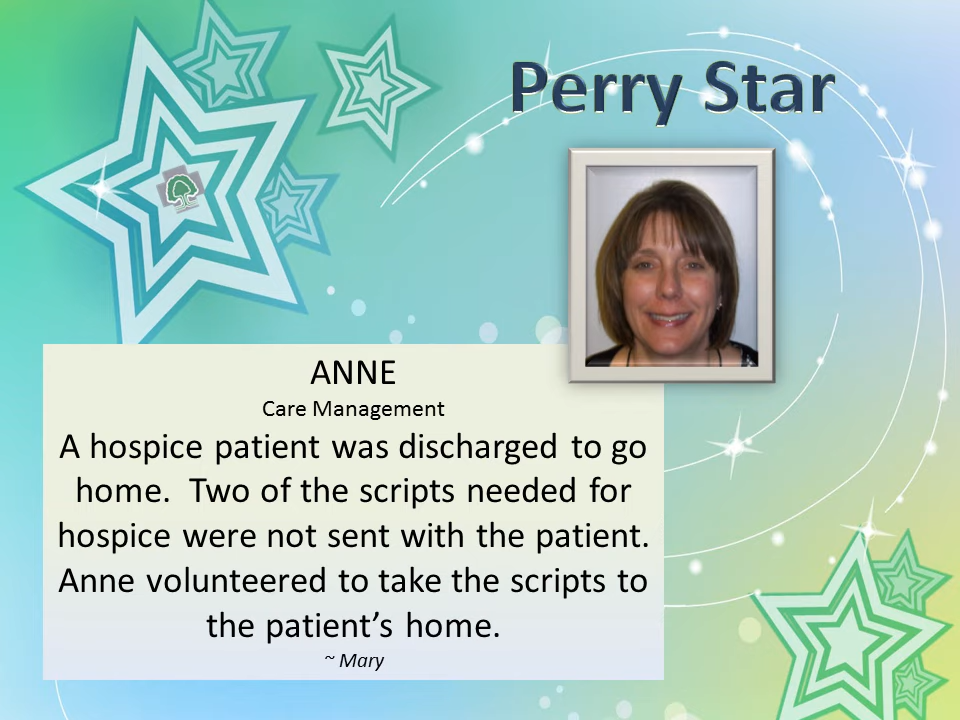 Perry Star
ANNE
Care Management
A hospice patient was discharged to go
home.  Two of the scripts needed for
hospice were not sent with the patient.
Anne volunteered to take the scripts to
the patient’s home.
~ Mary